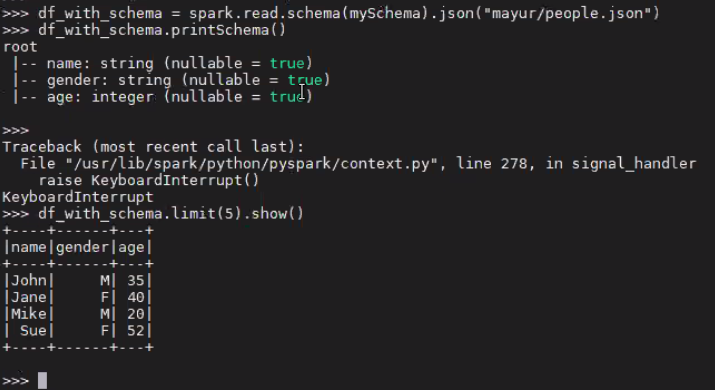 >>> df_with_schema = spark.read.schema(mySchema).json("mayur/people.json")
>>> df_with_schema.printSchema()
root
 |-- name: string (nullable = true)
 |-- gender: string (nullable = true)
 |-- age: integer (nullable = true)
>>>
Traceback (most recent call last):
  File "/usr/lib/spark/python/pyspark/context.py", line 278, in signal_handler
    raise KeyboardInterrupt()
KeyboardInterrupt
>>> df_with_schema.limit(5).show()
+----+------+---+
|name|gender|age|
+----+------+---+
|John|     M| 35|
|Jane|     F| 40|
|Mike|     M| 20|
| Sue|     F| 52|
+----+------+---+
>>>